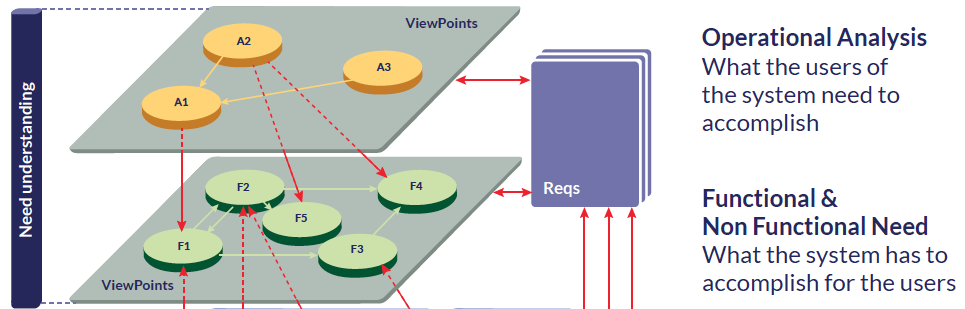 Need understanding
ViewPoints
A2
A3
A1
F2
F4
F5
F1
F3
ViewPoints
Reqs
Operational Analysis
What the users of
the system need to
accomplish
Functional &
Non Functional Need
What the system has to
accomplish for the users